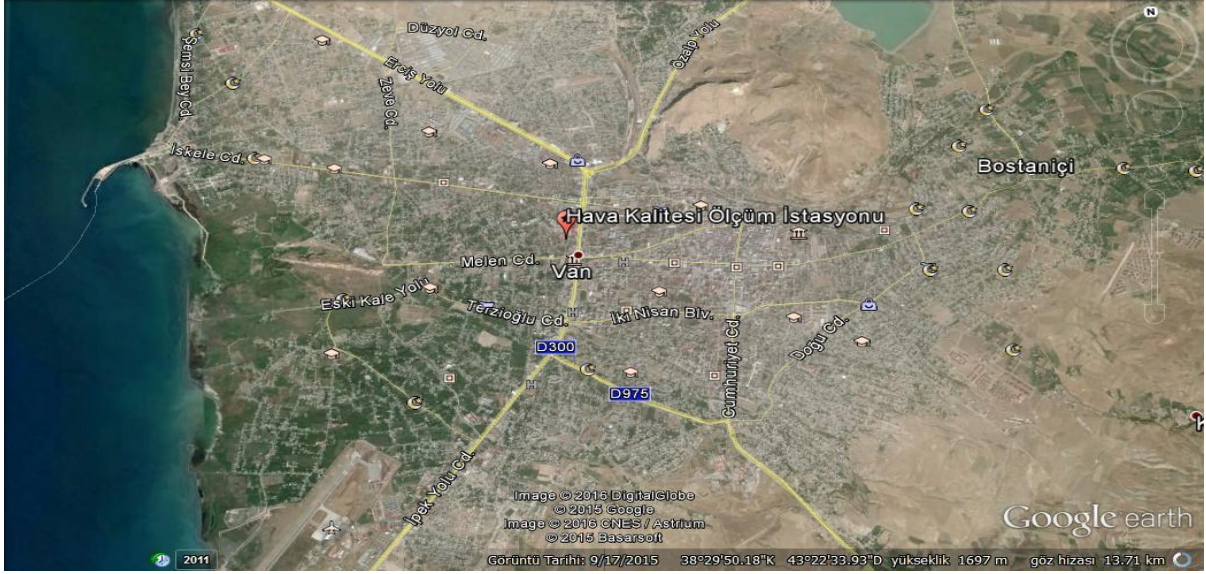 N
Düzyol Cd.
Şemsi Bey Cd.
Erciş Yolu
Özalp Yolu
Zeve Cd.
İskele Cd.
Bostaniçi
Hava Kalitesi Ölçüm İstasyonu
Melen Cd.
H
Van
Eski Kale Yolu
Terzioğlu Cd.
H
İki Nisan Blv.
D300
Doğu Cd.
Cumhuriyet Cd.
H
D975
K
İpek Yolu Cd.
Image © 2016 DigitalGlobe
© 2015 Google
Image © 2016 CNES / Astrium
© 2015 Basarsoft
Google earth
2011
Görüntü Tarihi: 9/17/2015 38°29'50.18"K 43°22'33.93"D yükseklik 1697 m göz hizası 13.71 km